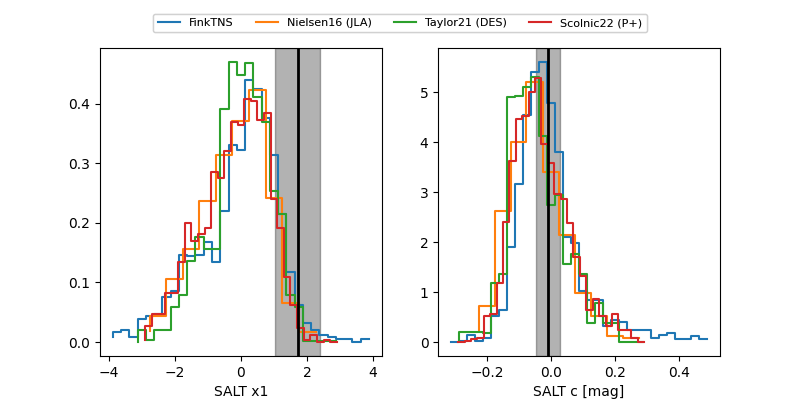 FinkTNS Nielsen16 (JLA) Taylor21 (DES) Scolnic22 (P+)
0.4
0.3
0.2
0.1
0.0
−4 −2 0 2 4
SALT x1
5
4
3
2
1
0
−0.2 0.0 0.2 0.4
SALT c [mag]